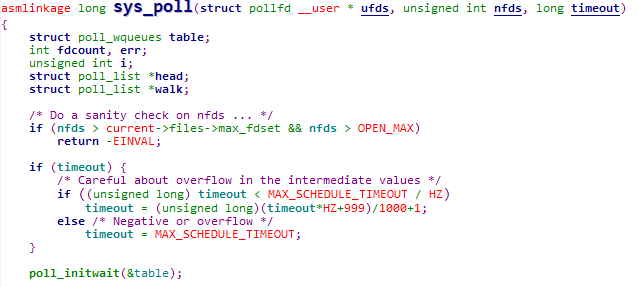 asmlinkage long sys_poll(struct pollfd __user * ufds, unsigned int nfds, long timeout)
{
    struct poll_wqueues table;
    int fdcount, err;
    unsigned int i;
    struct poll_list *head;
    struct poll_list *walk;

    /* Do a sanity check on nfds ... */
    if (nfds > current->files->max_fdset && nfds > OPEN_MAX)
        return -EINVAL;

    if (timeout) {
        /* Careful about overflow in the intermediate values */
        if ((unsigned long) timeout < MAX_SCHEDULE_TIMEOUT / HZ)
            timeout = (unsigned long)(timeout*HZ+999)/1000+1;
        else /* Negative or overflow */
            timeout = MAX_SCHEDULE_TIMEOUT;
    }

    poll_initwait(&table);